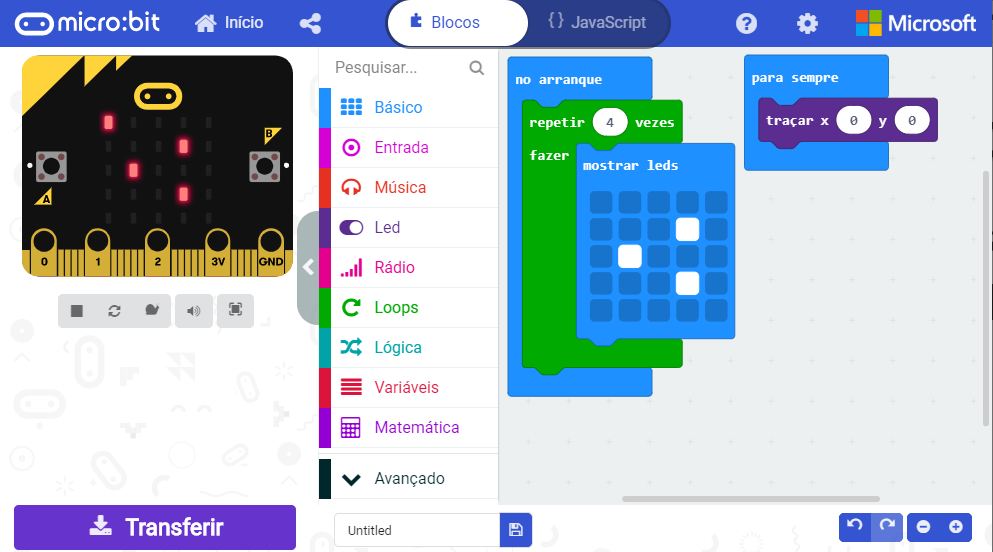 micro:bit
Início
Blocos
{} JavaScript
?
Microsoft
B
A
0 1 2 3V GND
Pesquisar...
Básico
Entrada
Música
Led
Rádio
Loops
Lógica
Variáveis
Matemática
Avançado
no arranque
repetir 4 vezes
fazer
mostrar leds
para sempre
traçar x 0 y 0
Transferir
Untitled